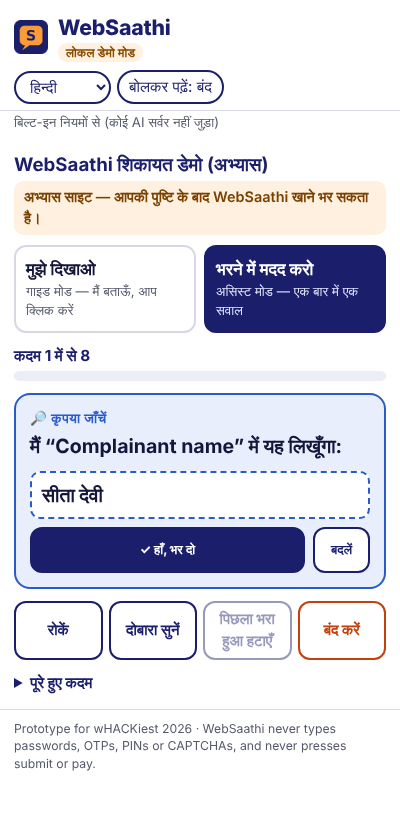 S
WebSaathi
लोकल डेमो मोड
हिन्दी
बोलकर पढ़ें: बंद
बिल्ट-इन नियमों से (कोई AI सर्वर नहीं जुड़ा)
WebSaathi शिकायत डेमो (अभ्यास)
अभ्यास साइट — आपकी पुष्टि के बाद WebSaathi खाने भर सकता
है।
मुझे दिखाओ
गाइड मोड — मैं बताऊँ, आप
क्लिक करें
भरने में मदद करो
असिस्ट मोड — एक बार में एक
सवाल
कदम 1 में से 8
🔎 कृपया जाँचें
मैं “Complainant name” में यह लिखूँगा:
सीता देवी
✓ हाँ, भर दो
बदलें
रोकें
दोबारा सुनें
पिछला भरा
हुआ हटाएँ
बंद करें
▶ पूरे हुए कदम
Prototype for wHACKiest 2026 · WebSaathi never types
passwords, OTPs, PINs or CAPTCHAs, and never presses
submit or pay.